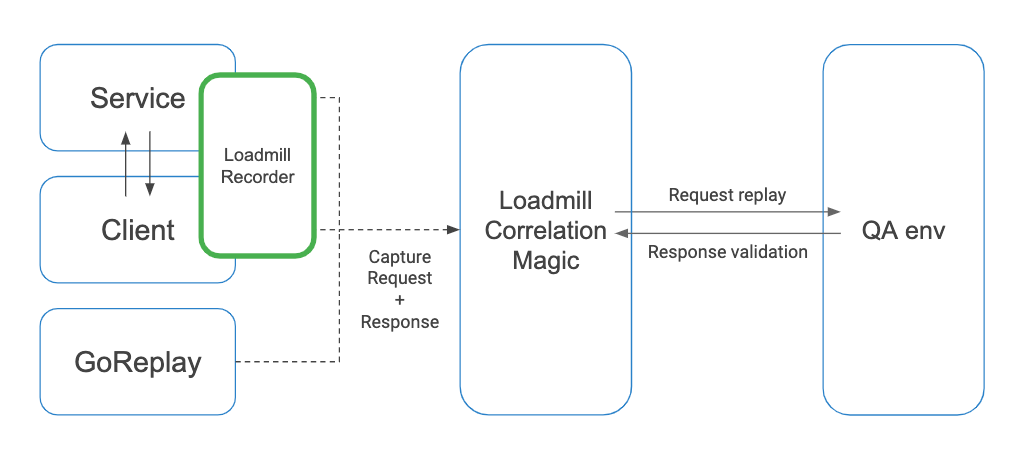 Service
Loadmill
Recorder
Client
GoReplay
Capture
Request
+
Response
Loadmill
Correlation
Magic
Request replay
Response validation
QA env